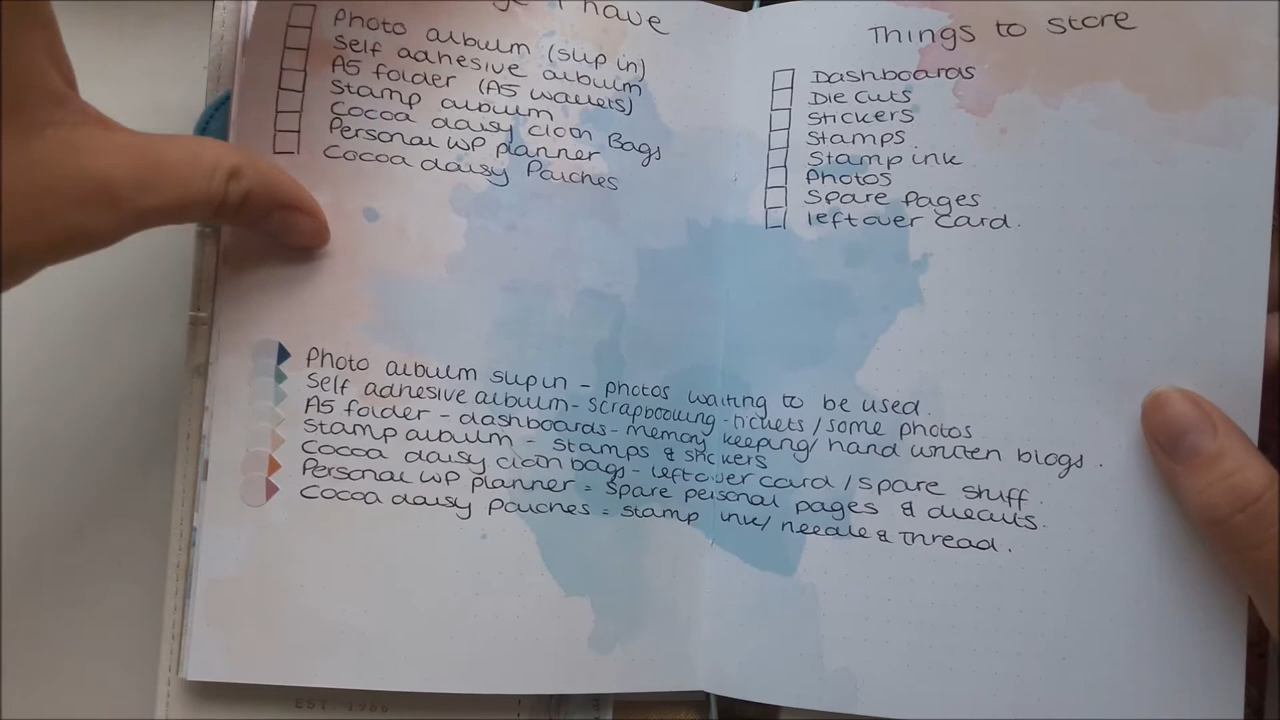 I have
Photo album (slip in)
Self adhesive album
A5 folder (A5 wallets)
Stamp album
Cocoa daisy cloth Bags
Personal WP planner
Cocoa daisy Pouches
Things to store
Dashboards
Die Cuts
Stickers
Stamps
Stamp ink
Photos
Spare Pages
leftover card.
Photo album slip in - photos waiting to be used.
Self adhesive album - scrapbooking - tickets / some photos
A5 folder - dashboards - memory keeping / hand written blogs.
Stamp album - stamps & stickers
Cocoa daisy cloth bags - leftover card / spare stuff.
Personal WP planner = Spare personal pages & diecuts.
Cocoa daisy Pouches = stamp ink / needle & thread.